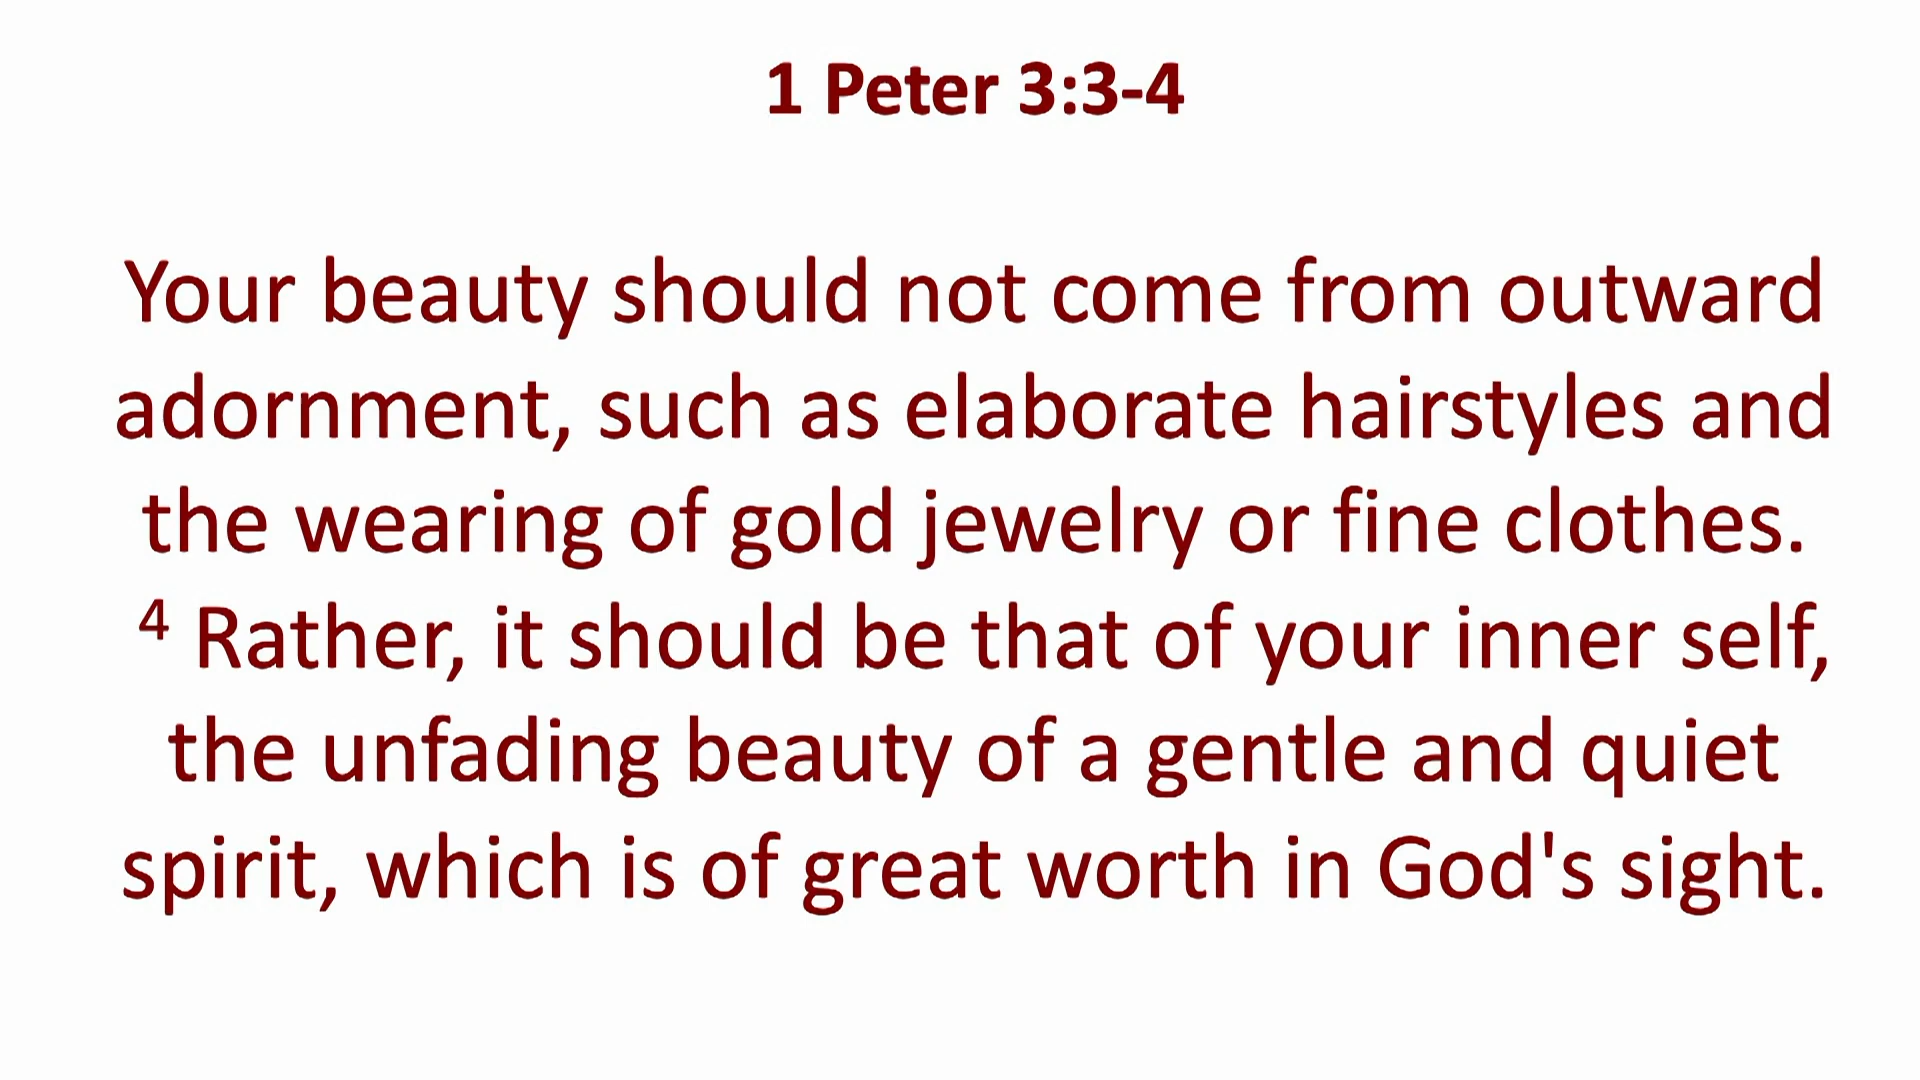 1 Peter 3:3-4
Your beauty should not come from outward
adornment, such as elaborate hairstyles and
the wearing of gold jewelry or fine clothes.
4 Rather, it should be that of your inner self,
the unfading beauty of a gentle and quiet
spirit, which is of great worth in God's sight.